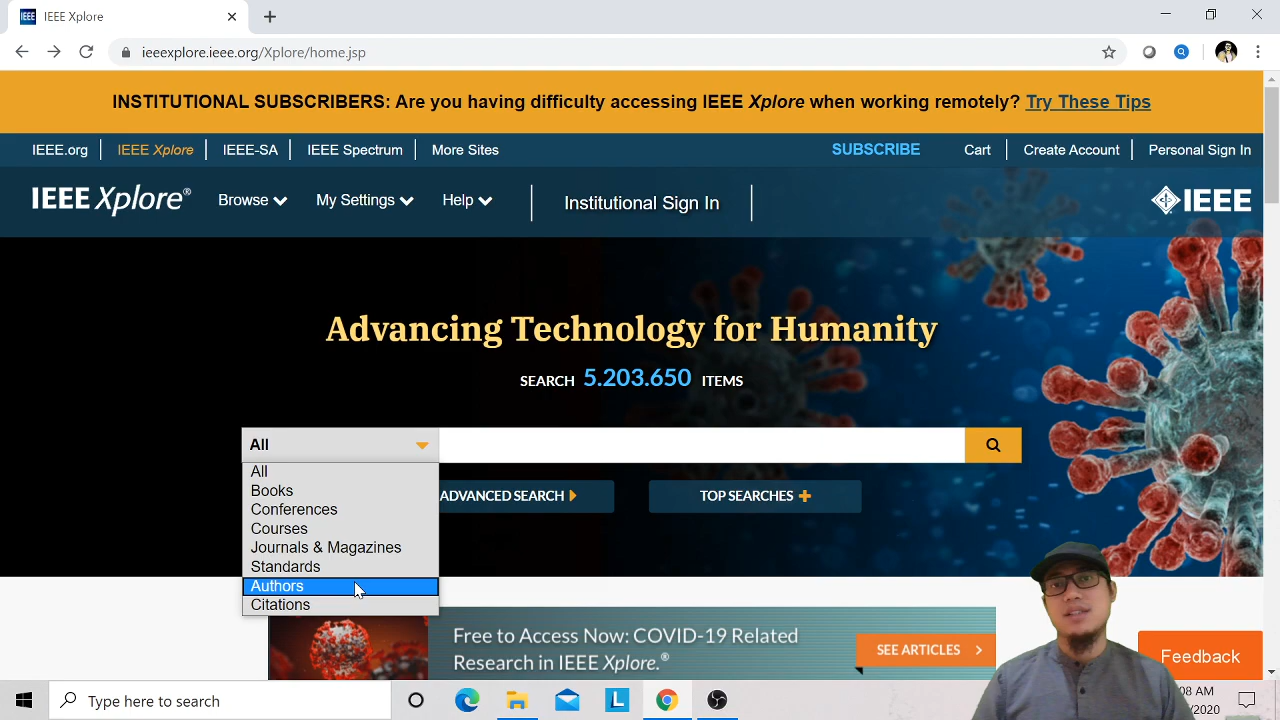 IEEE
IEEE Xplore
ieeexplore.ieee.org/Xplore/home.jsp
INSTITUTIONAL SUBSCRIBERS: Are you having difficulty accessing IEEE Xplore when working remotely? Try These Tips
IEEE.org IEEE Xplore IEEE-SA IEEE Spectrum More Sites SUBSCRIBE Cart Create Account Personal Sign In
IEEE Xplore® Browse My Settings Help Institutional Sign In IEEE
Advancing Technology for Humanity
SEARCH 5.203.650 ITEMS
All
All
Books
Conferences
Courses
Journals & Magazines
Standards
Authors
Citations
ADVANCED SEARCH
TOP SEARCHES
Free to Access Now: COVID-19 Related
Research in IEEE Xplore.®
SEE ARTICLES
Feedback
Type here to search
L
08 AM
/2020